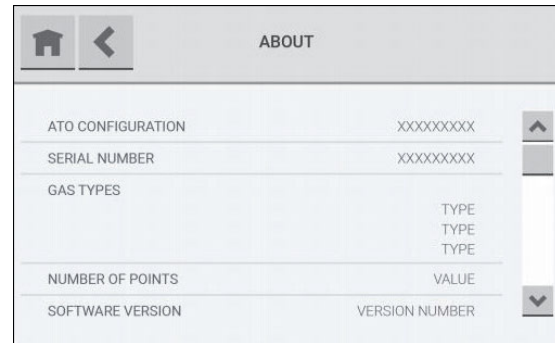 ABOUT
ATO CONFIGURATION XXXXXXXXX
SERIAL NUMBER XXXXXXXXX
GAS TYPES
TYPE
TYPE
TYPE
NUMBER OF POINTS VALUE
SOFTWARE VERSION VERSION NUMBER